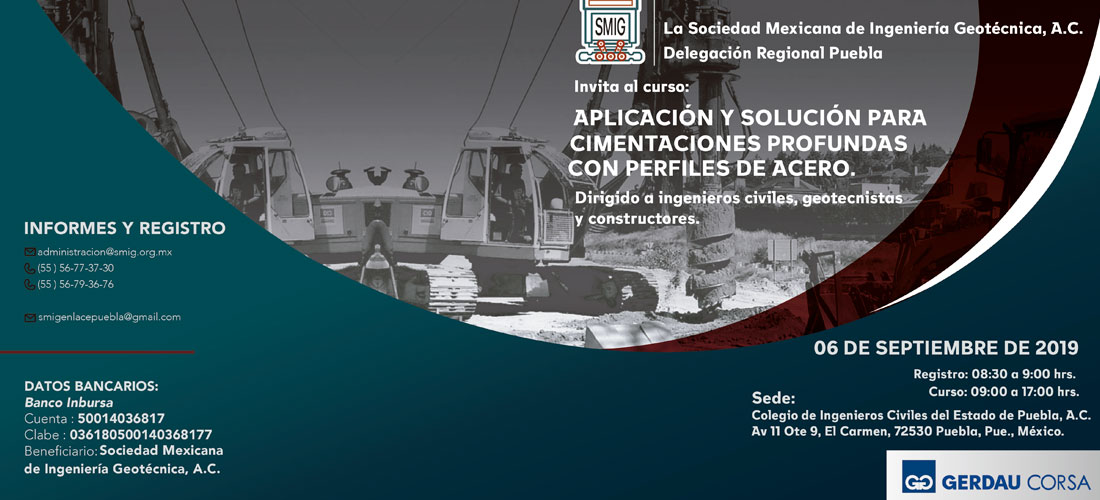 SMIG
La Sociedad Mexicana de Ingeniería Geotécnica, A.C.
Delegación Regional Puebla
Invita al curso:
APLICACIÓN Y SOLUCIÓN PARA
CIMENTACIONES PROFUNDAS
CON PERFILES DE ACERO.
Dirigido a ingenieros civiles, geotecnistas
y constructores.
INFORMES Y REGISTRO
administracion@smig.org.mx
(55 ) 56-77-37-30
(55 ) 56-79-36-76
smigenlacepuebla@gmail.com
DATOS BANCARIOS:
Banco Inbursa
Cuenta : 50014036817
Clabe : 036180500140368177
Beneficiario: Sociedad Mexicana
de Ingeniería Geotécnica, A.C.
06 DE SEPTIEMBRE DE 2019
Registro: 08:30 a 9:00 hrs.
Curso: 09:00 a 17:00 hrs.
Sede:
Colegio de Ingenieros Civiles del Estado de Puebla, A.C.
Av 11 Ote 9, El Carmen, 72530 Puebla, Pue., México.
GERDAU CORSA